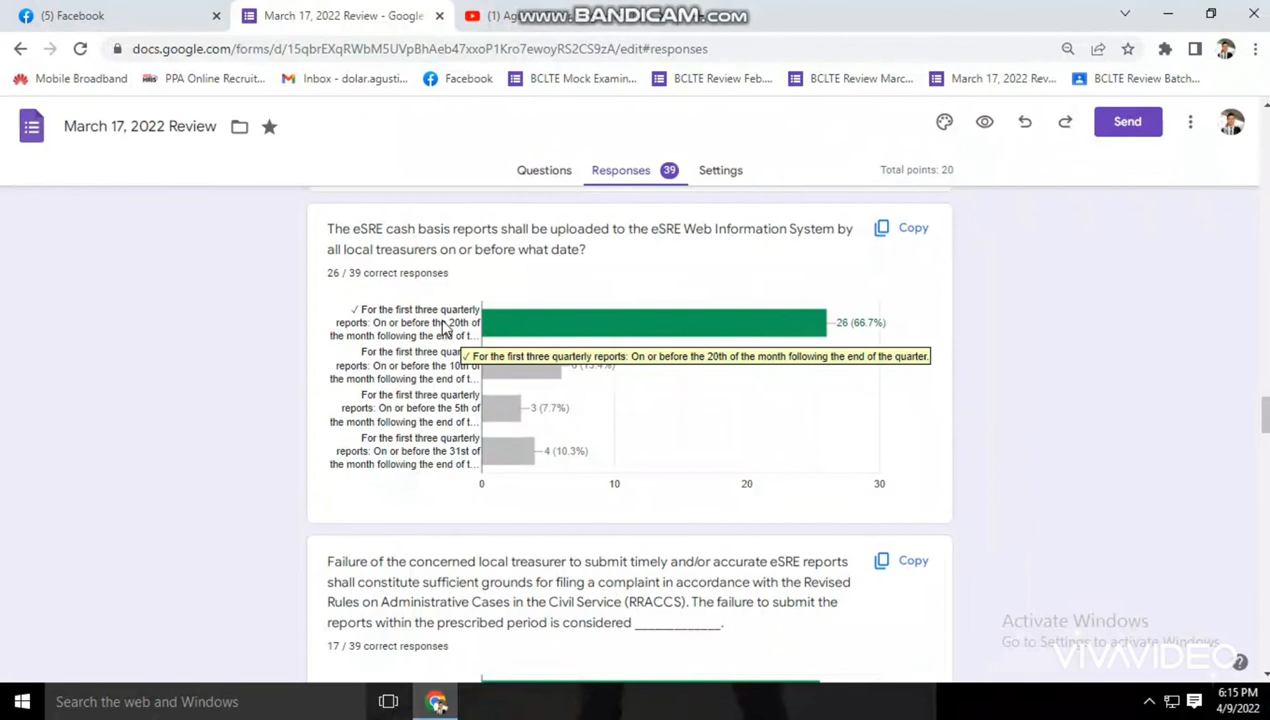 (5) Facebook
March 17, 2022 Review - Google
(1) Ag
www.BANDICAM.com
docs.google.com/forms/d/15qbrEXqRWbM5UVpBhAeb47xxoP1Kro7ewoyRS2CS9zA/edit#responses
Mobile Broadband
PPA Online Recruit...
Inbox - dolar.agusti...
Facebook
BCLTE Mock Examin...
BCLTE Review Feb....
BCLTE Review Marc...
March 17, 2022 Rev...
BCLTE Review Batch...
March 17, 2022 Review
Send
Questions
Responses 39
Settings
Total points: 20
The eSRE cash basis reports shall be uploaded to the eSRE Web Information System by
all local treasurers on or before what date?
Copy
26 / 39 correct responses
✓ For the first three quarterly
reports: On or before the 20th of
the month following the end of t...
26 (66.7%)
✓ For the first three quarterly reports: On or before the 20th of the month following the end of the quarter.
For the first three
reports: On or before the 10th
the month following the end of t...
For the first three quarterly
reports: On or before the 5th of
the month following the end of t...
3 (7.7%)
For the first three quarterly
reports: On or before the 31st of
the month following the end of t...
4 (10.3%)
0 10 20 30
Failure of the concerned local treasurer to submit timely and/or accurate eSRE reports
shall constitute sufficient grounds for filing a complaint in accordance with the Revised
Rules on Administrative Cases in the Civil Service (RRACCS). The failure to submit the
reports within the prescribed period is considered _____________.
Copy
17 / 39 correct responses
Activate Windows
Go to Settings to activate Windows.
VIVAVIDEO
Search the web and Windows
6:15 PM
4/9/2022